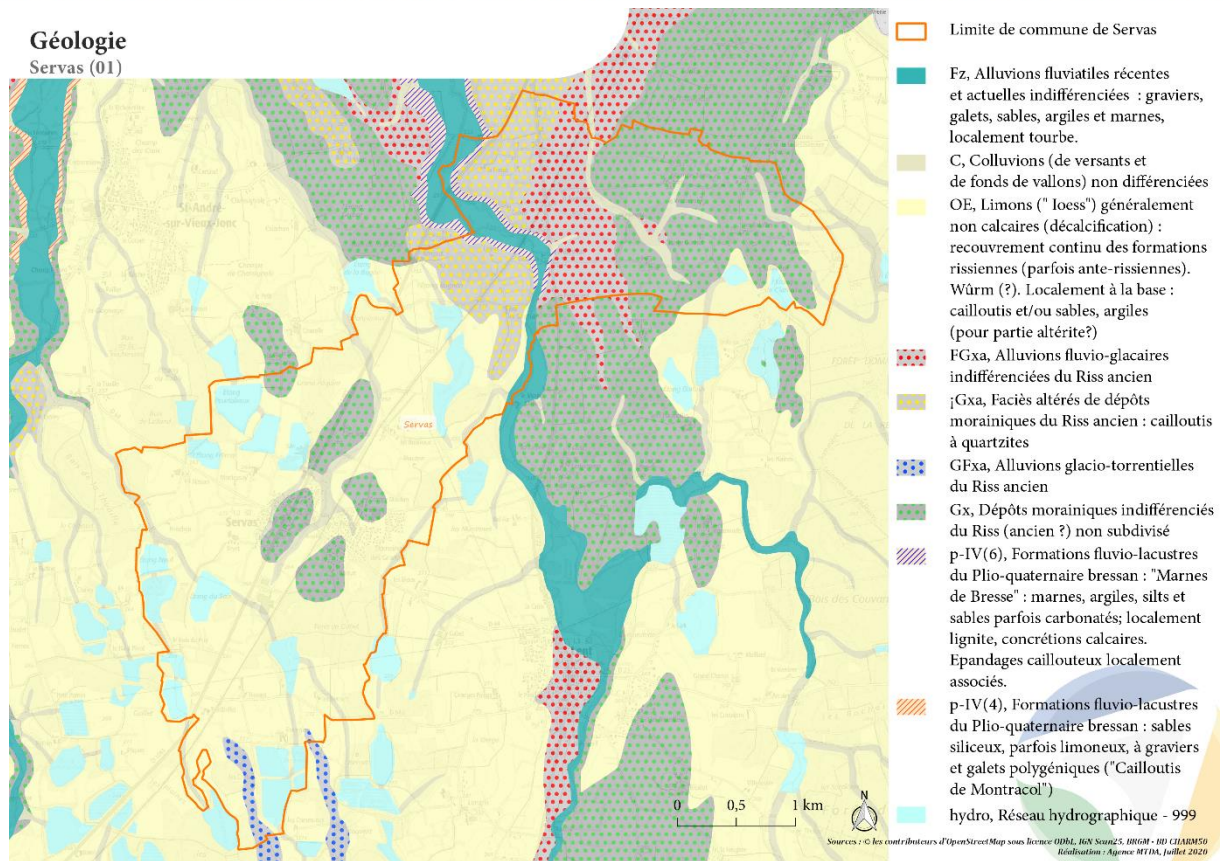 Géologie
Servas (01)
St-André
sur-Vieux-Jonc
Servas
Servas
Limite de commune de Servas
Fz, Alluvions fluviatiles récentes
et actuelles indifférenciées : graviers,
galets, sables, argiles et marnes,
localement tourbe.
C, Colluvions (de versants et
de fonds de vallons) non différenciées
OE, Limons (" loess") généralement
non calcaires (décalcification) :
recouvrement continu des formations
rissiennes (parfois ante-rissiennes).
Würm (?). Localement à la base :
cailloutis et/ou sables, argiles
(pour partie altérite?)
FGxa, Alluvions fluvio-glacaires
indifférenciées du Riss ancien
¡Gxa, Faciès altérés de dépôts
morainiques du Riss ancien : cailloutis
à quartzites
GFxa, Alluvions glacio-torrentielles
du Riss ancien
Gx, Dépôts morainiques indifférenciés
du Riss (ancien ?) non subdivisé
p-IV(6), Formations fluvio-lacustres
du Plio-quaternaire bressan : "Marnes
de Bresse" : marnes, argiles, silts et
sables parfois carbonatés; localement
lignite, concrétions calcaires.
Epandages caillouteux localement
associés.
p-IV(4), Formations fluvio-lacustres
du Plio-quaternaire bressan : sables
siliceux, parfois limoneux, à graviers
et galets polygéniques ("Cailloutis
de Montracol")
hydro, Réseau hydrographique - 999
0 0,5 1 km
N
Sources : © les contributeurs d'OpenStreetMap sous licence ODbL, IGN Scan25, BRGM - BD CHARM50
Réalisation : Agence MTDA, Juillet 2020